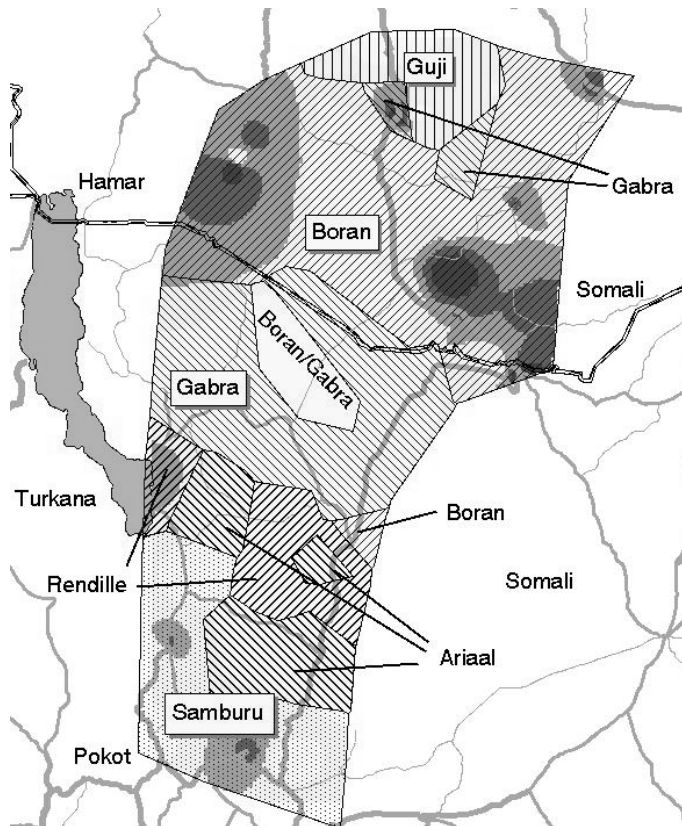 Guji
Hamar
Gabra
Boran
Somali
Boran/Gabra
Gabra
Turkana
Boran
Rendille
Somali
Ariaal
Samburu
Pokot